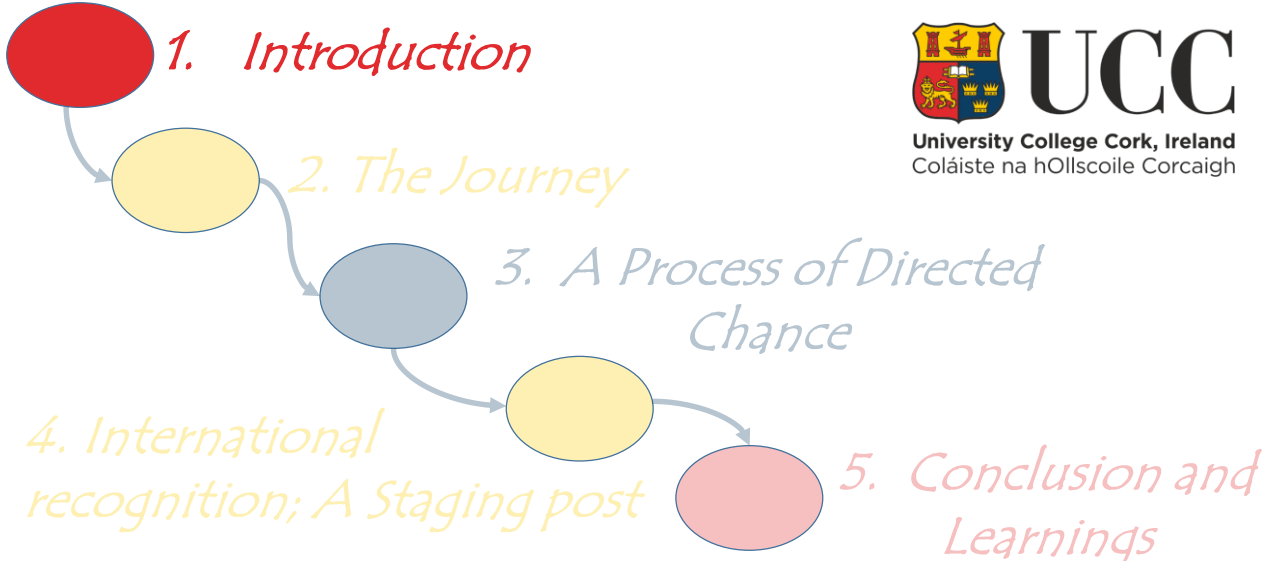 1. Introduction
UCC
University College Cork, Ireland
Coláiste na hOllscoile Corcaigh
2. The Journey
3. A Process of Directed
Chance
4. International
recognition; A Staging post
5. Conclusion and
Learnings